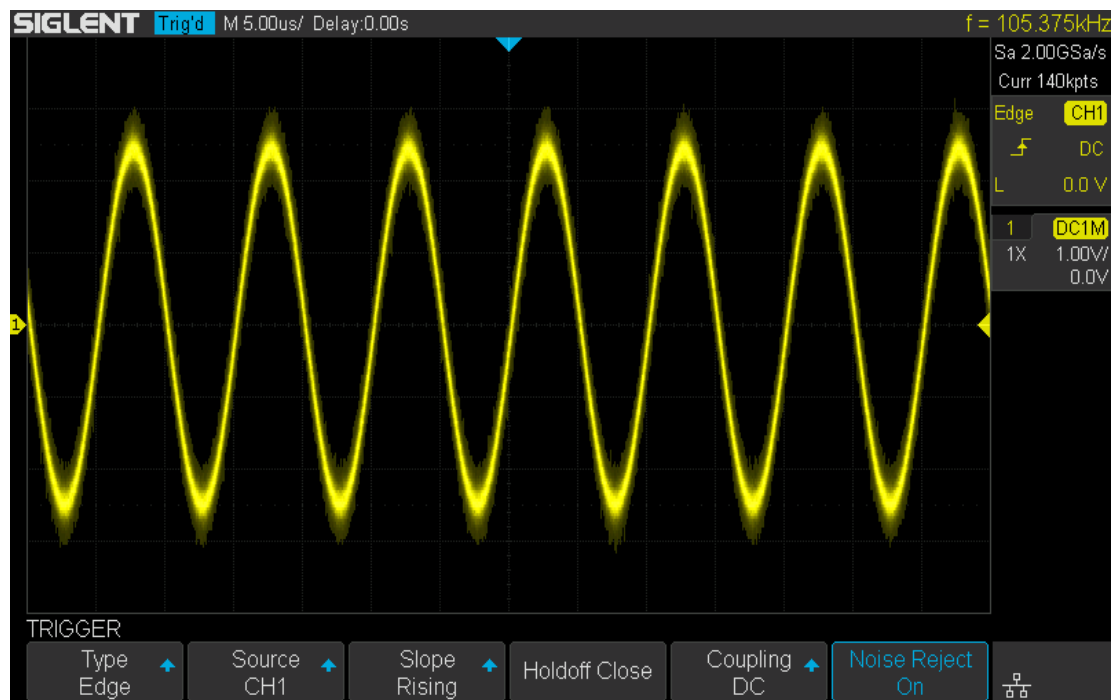 SIGLENT Trig'd M 5.00us/ Delay:0.00s f = 105.375kHz
Sa 2.00GSa/s
Curr 140kpts
Edge CH1
DC
L 0.0 V
1 DC1M
1X 1.00V/
0.0V
1
TRIGGER
Type Source Slope Holdoff Close Coupling Noise Reject
Edge CH1 Rising DC On